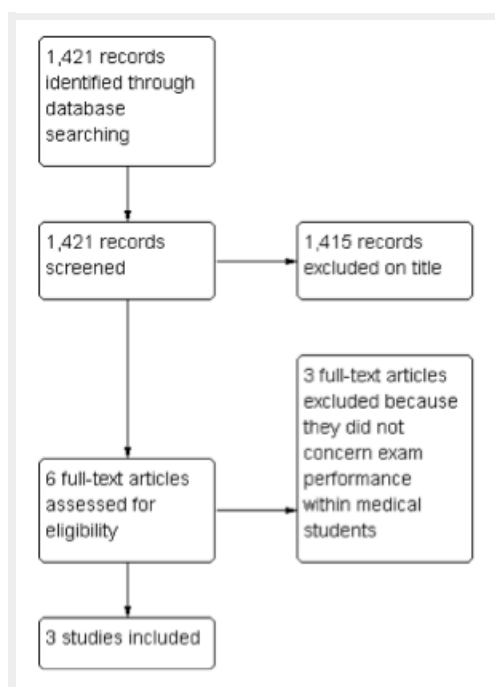 1,421 records
identified through
database
searching
1,421 records
screened
1,415 records
excluded on title
3 full-text articles
excluded because
they did not
concern exam
performance
within medical
students
6 full-text articles
assessed for
eligibility
3 studies included